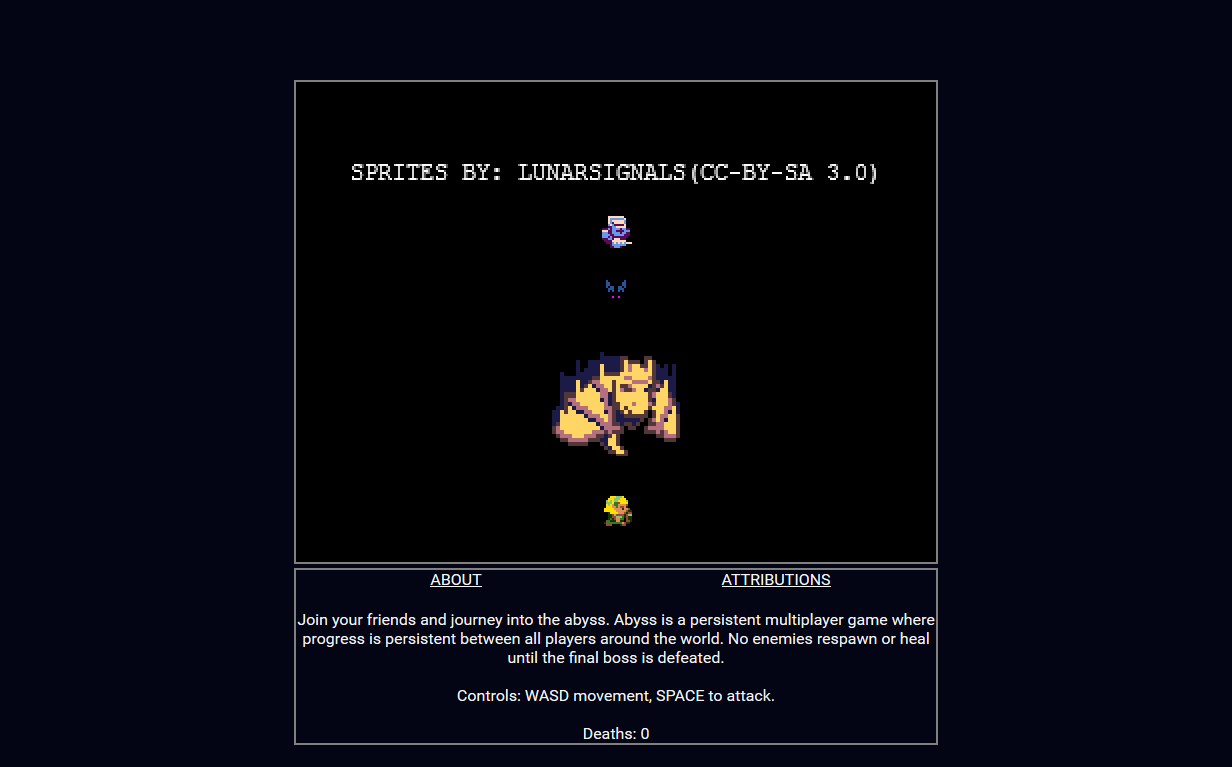 SPRITES BY: LUNARSIGNALS(CC-BY-SA 3.0)
ABOUT
ATTRIBUTIONS
Join your friends and journey into the abyss. Abyss is a persistent multiplayer game where
progress is persistent between all players around the world. No enemies respawn or heal
until the final boss is defeated.
Controls: WASD movement, SPACE to attack.
Deaths: 0